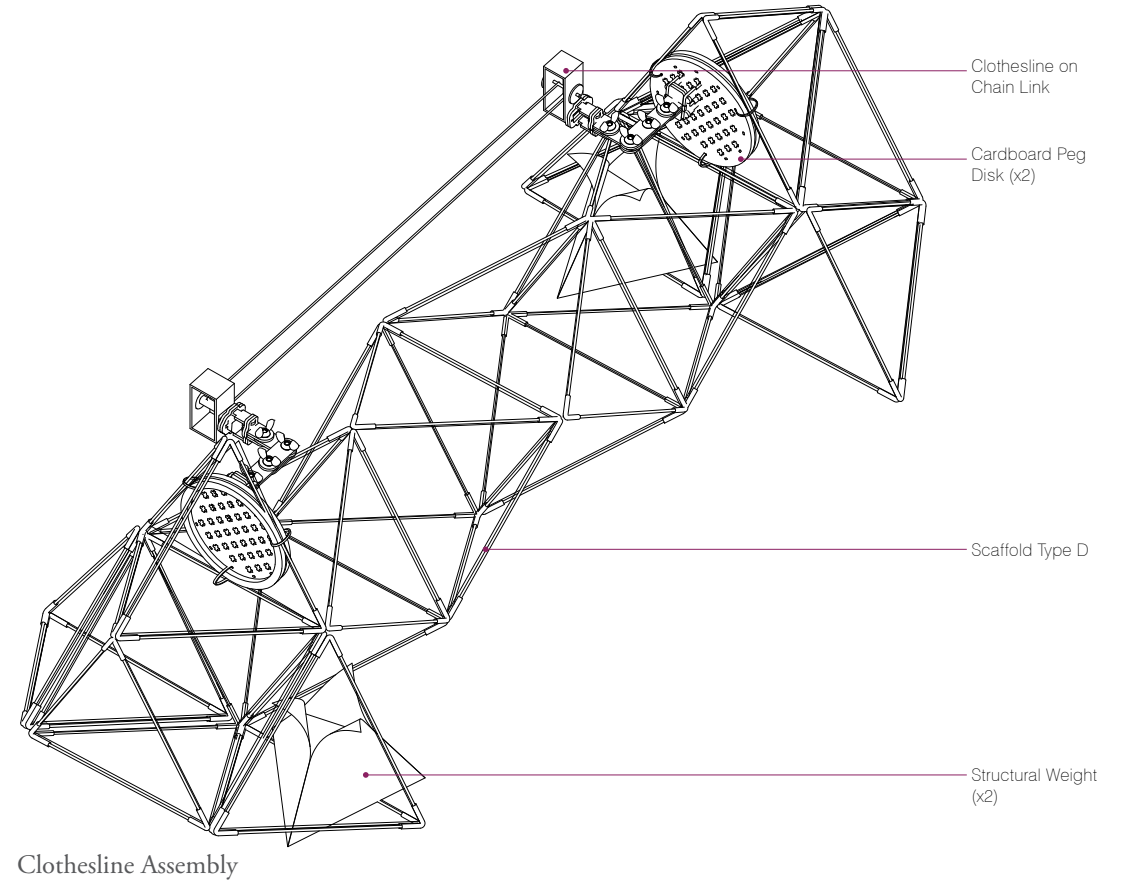 Clothesline on
Chain Link
Cardboard Peg
Disk (x2)
Scaffold Type D
Structural Weight
(x2)
Clothesline Assembly